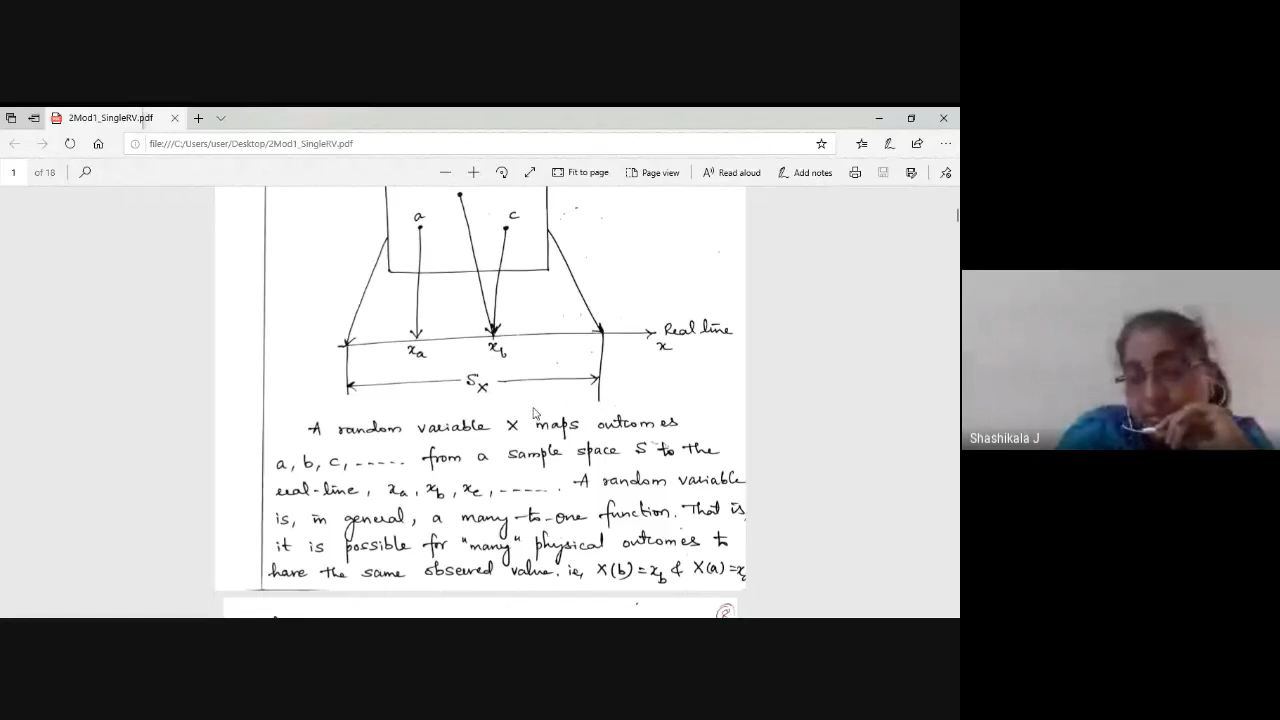 2Mod1_SingleRV.pdf
file:///C:/Users/user/Desktop/2Mod1_SingleRV.pdf
1 of 18
Fit to page
Page view
Read aloud
Add notes
a
c
Real line
x
xa
xb
Sx
A random variable X maps outcomes
a, b, c, ----- from a sample space S to the
real-line, xa, xb, xc, ------. A random variable
is, in general, a many-to-one function. That is
it is possible for "many" physical outcomes to
have the same observed value. ie, X(b) = xb & X(a) =
Shashikala J